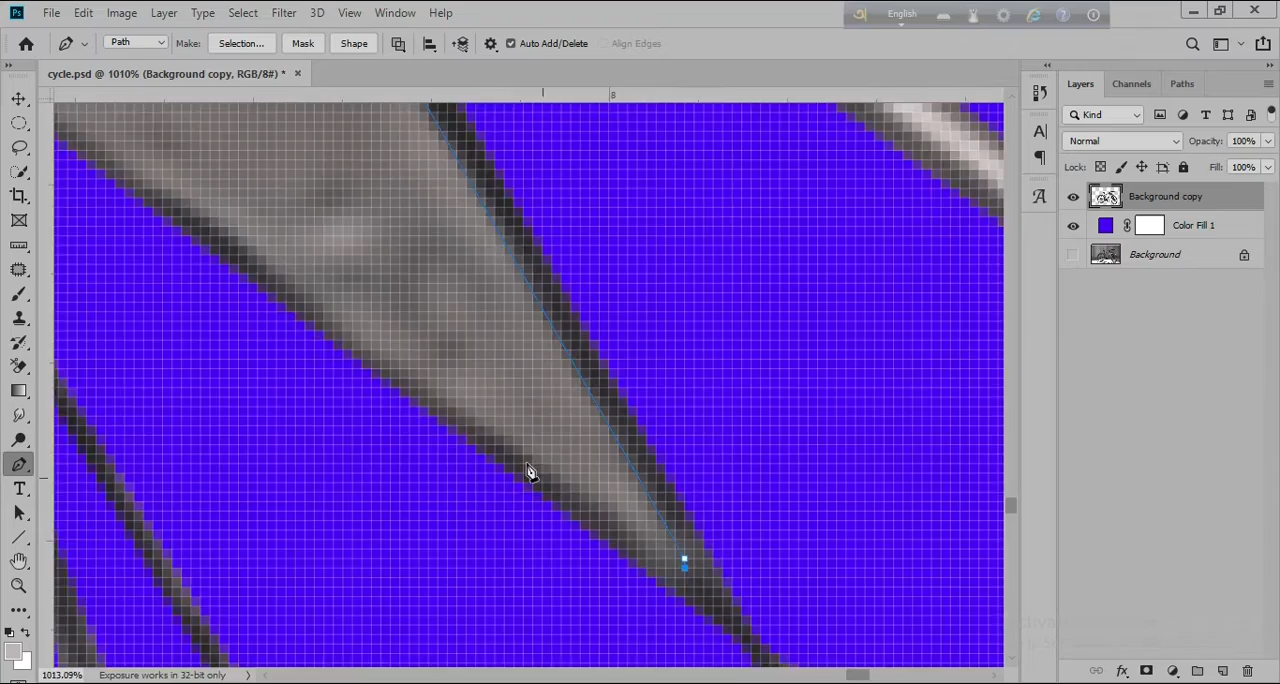 Ps File Edit Image Layer Type Select Filter 3D View Window Help
English
Path Make: Selection... Mask Shape Auto Add/Delete Align Edges
cycle.psd @ 1010% (Background copy, RGB/8#) *
8
Layers Channels Paths
Kind
Normal Opacity: 100%
Lock: Fill: 100%
Background copy
Color Fill 1
Background
1013.09% Exposure works in 32-bit only